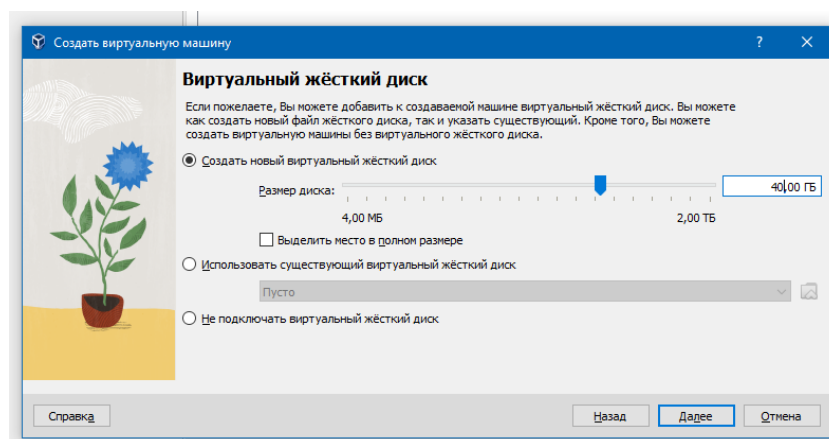 Создать виртуальную машину
Виртуальный жёсткий диск
Если пожелаете, Вы можете добавить к создаваемой машине виртуальный жёсткий диск. Вы можете
как создать новый файл жёсткого диска, так и указать существующий. Кроме того, Вы можете
создать виртуальную машины без виртуального жёсткого диска.
Создать новый виртуальный жёсткий диск
Размер диска:
40,00 ГБ
4,00 МБ
2,00 ТБ
Выделить место в полном размере
Использовать существующий виртуальный жёсткий диск
Пусто
Не подключать виртуальный жёсткий диск
Справка
Назад
Далее
Отмена